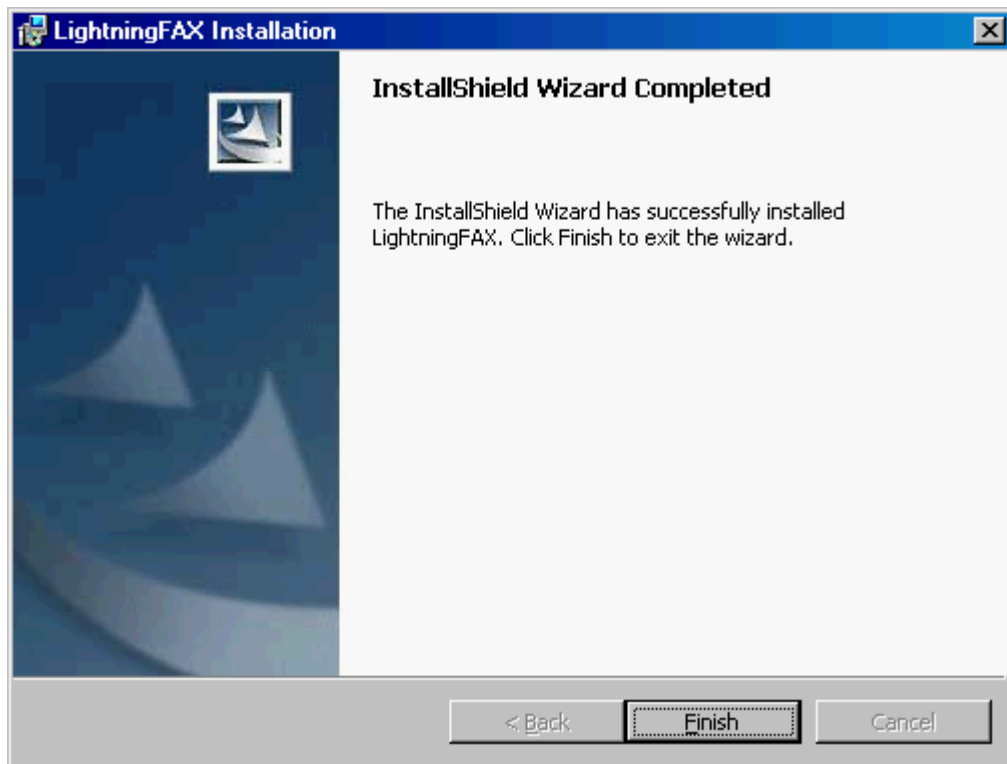 LightningFAX Installation
InstallShield Wizard Completed
The InstallShield Wizard has successfully installed
LightningFAX. Click Finish to exit the wizard.
< Back Finish Cancel